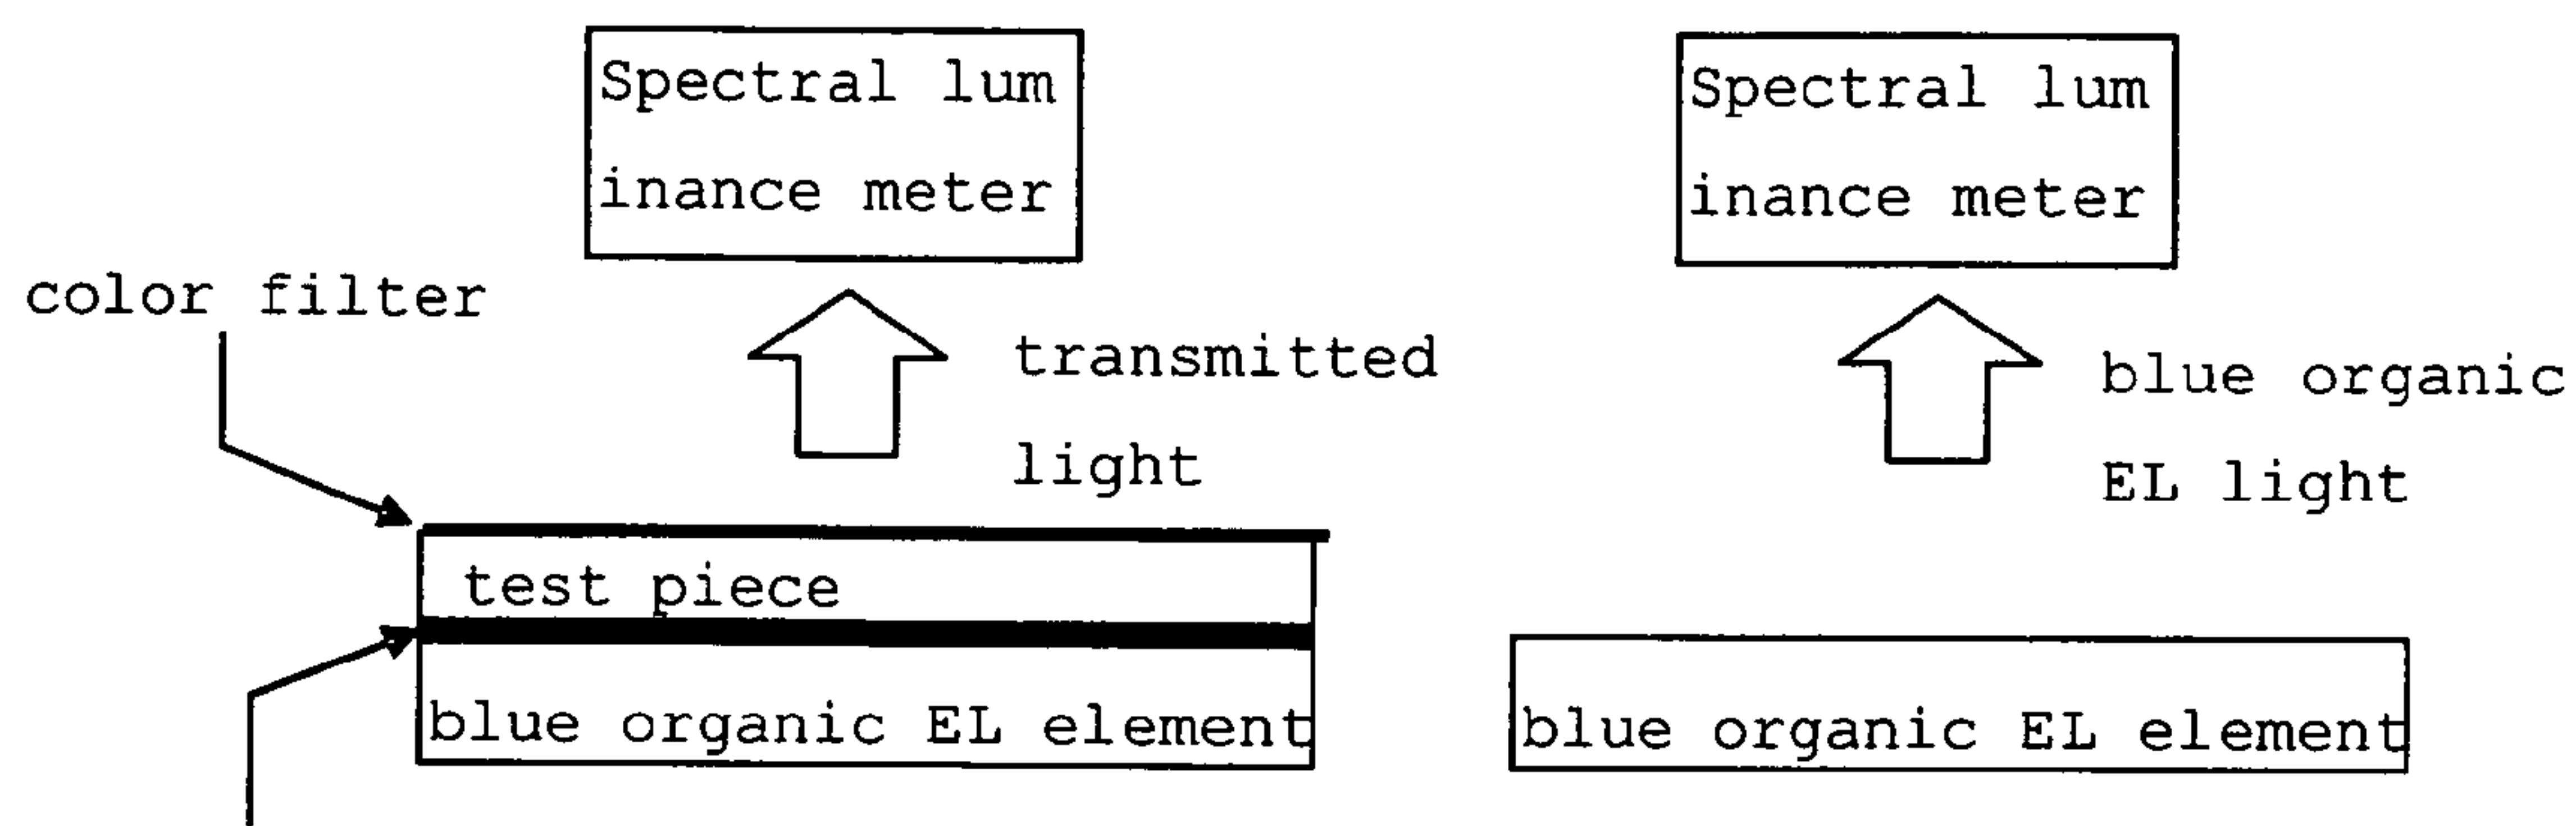 Spectral lum
inance meter
Spectral lum
inance meter
color filter
transmitted
light
blue organic
EL light
test piece
blue organic EL element
blue organic EL element